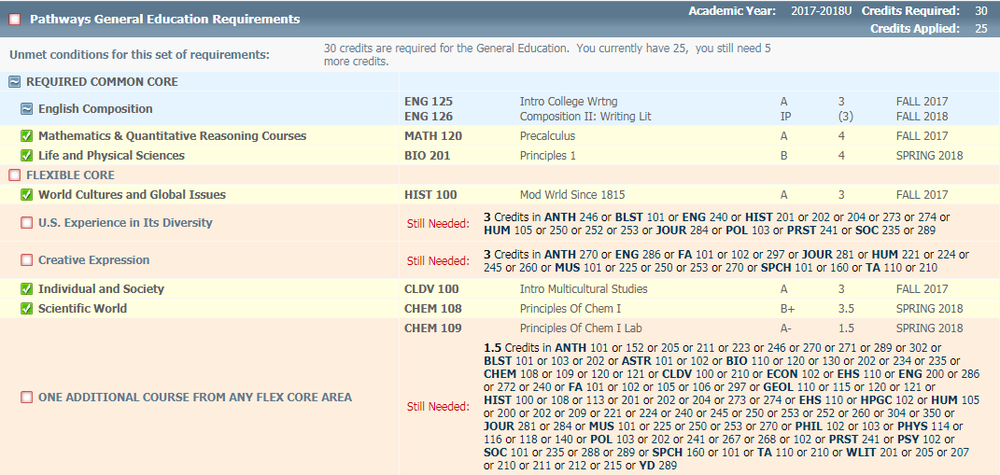 Pathways General Education Requirements
Academic Year: 2017-2018U Credits Required: 30
Credits Applied: 25
Unmet conditions for this set of requirements:
30 credits are required for the General Education. You currently have 25, you still need 5
more credits.
REQUIRED COMMON CORE
English Composition
ENG 125 Intro College Wrtng A 3 FALL 2017
ENG 126 Composition II: Writing Lit IP (3) FALL 2018
Mathematics & Quantitative Reasoning Courses MATH 120 Precalculus A 4 FALL 2017
Life and Physical Sciences BIO 201 Principles 1 B 4 SPRING 2018
FLEXIBLE CORE
World Cultures and Global Issues HIST 100 Mod Wrld Since 1815 A 3 FALL 2017
U.S. Experience in Its Diversity
Still Needed:
3 Credits in ANTH 246 or BLST 101 or ENG 240 or HIST 201 or 202 or 204 or 273 or 274 or
HUM 105 or 250 or 252 or 253 or JOUR 284 or POL 103 or PRST 241 or SOC 235 or 289
Creative Expression
Still Needed:
3 Credits in ANTH 270 or ENG 286 or FA 101 or 102 or 297 or JOUR 281 or HUM 221 or 224 or
245 or 260 or MUS 101 or 225 or 250 or 253 or 270 or SPCH 101 or 160 or TA 110 or 210
Individual and Society CLDV 100 Intro Multicultural Studies A 3 FALL 2017
Scientific World CHEM 108 Principles Of Chem I B+ 3.5 SPRING 2018
CHEM 109 Principles Of Chem I Lab A- 1.5 SPRING 2018
ONE ADDITIONAL COURSE FROM ANY FLEX CORE AREA
Still Needed:
1.5 Credits in ANTH 101 or 152 or 205 or 211 or 223 or 246 or 270 or 271 or 289 or 302 or
BLST 101 or 103 or 202 or ASTR 101 or 102 or BIO 110 or 120 or 130 or 202 or 234 or 235 or
CHEM 108 or 109 or 120 or 121 or CLDV 100 or 210 or ECON 102 or EHS 110 or ENG 200 or 286
or 272 or 240 or FA 101 or 102 or 105 or 106 or 297 or GEOL 110 or 115 or 120 or 121 or
HIST 100 or 108 or 113 or 201 or 202 or 204 or 273 or 274 or EHS 110 or HPGC 102 or HUM 105
or 200 or 202 or 209 or 221 or 224 or 240 or 245 or 250 or 253 or 252 or 260 or 304 or 350 or
JOUR 281 or 284 or MUS 101 or 225 or 250 or 253 or 270 or PHIL 102 or 103 or PHYS 114 or
116 or 118 or 140 or POL 103 or 202 or 241 or 267 or 268 or 102 or PRST 241 or PSY 102 or
SOC 101 or 235 or 288 or 289 or SPCH 160 or 101 or TA 110 or 210 or WLIT 201 or 205 or 207
or 210 or 211 or 212 or 215 or YD 289